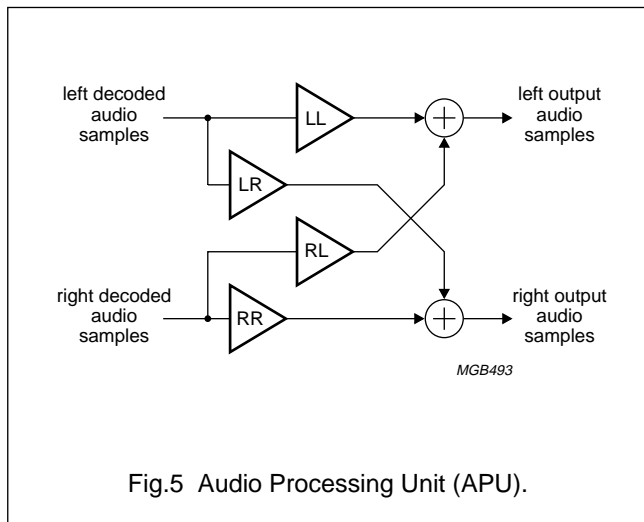 left decoded
audio
samples
LL
left output
audio
samples
LR
RL
right decoded
audio
samples
RR
right output
audio
samples
MGB493
Fig.5 Audio Processing Unit (APU).